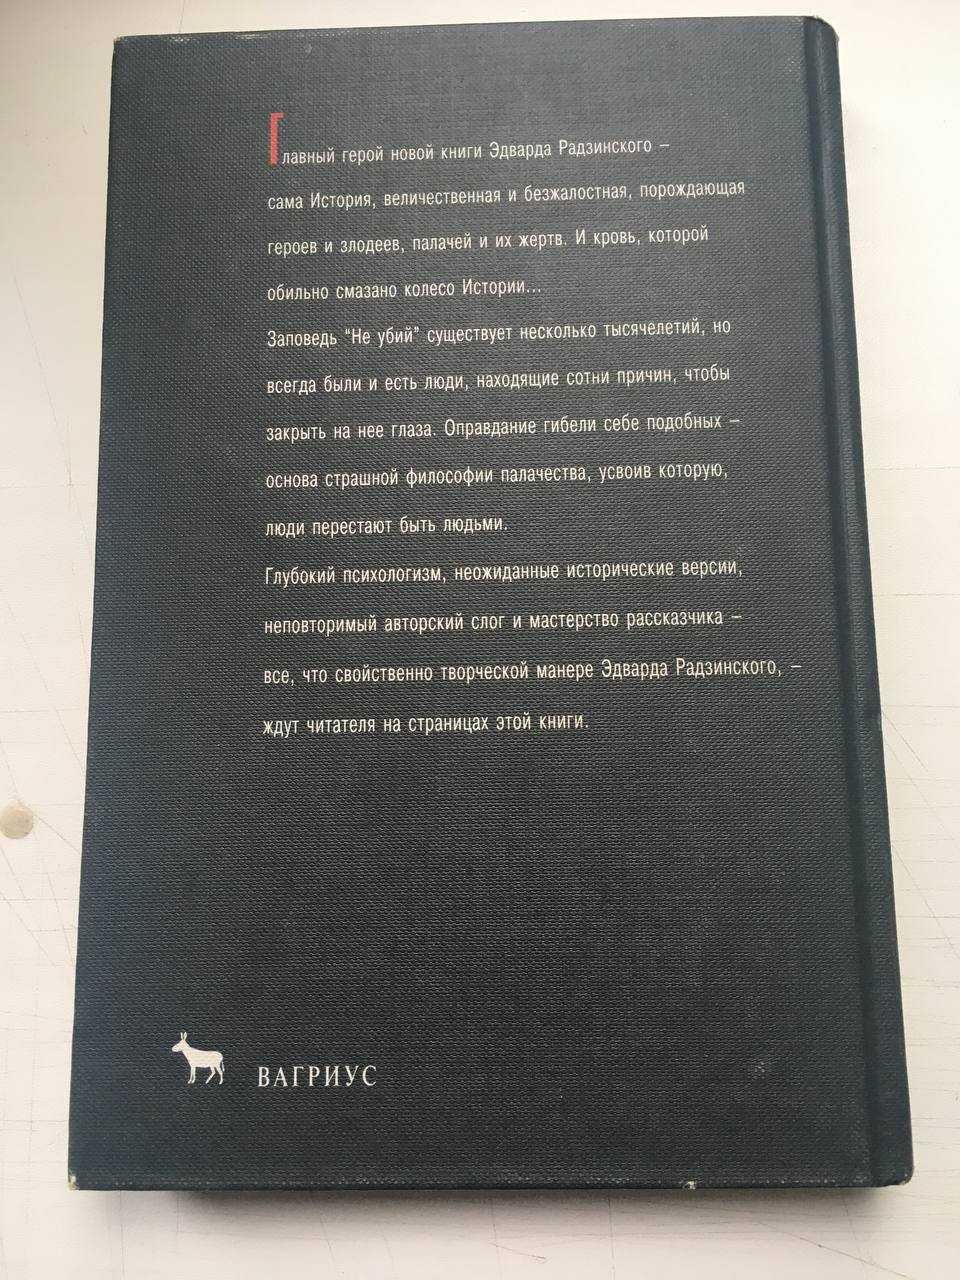 Главный герой новой книги Эдварда Радзинского –
сама История, величественная и безжалостная, порождающая
героев и злодеев, палачей и их жертв. И кровь, которой
обильно смазано колесо Истории...
Заповедь "Не убий" существует несколько тысячелетий, но
всегда были и есть люди, находящие сотни причин, чтобы
закрыть на нее глаза. Оправдание гибели себе подобных –
основа страшной философии палачества, усвоив которую,
люди перестают быть людьми.
Глубокий психологизм, неожиданные исторические версии,
неповторимый авторский слог и мастерство рассказчика –
все, что свойственно творческой манере Эдварда Радзинского, –
ждут читателя на страницах этой книги.
ВАГРИУС